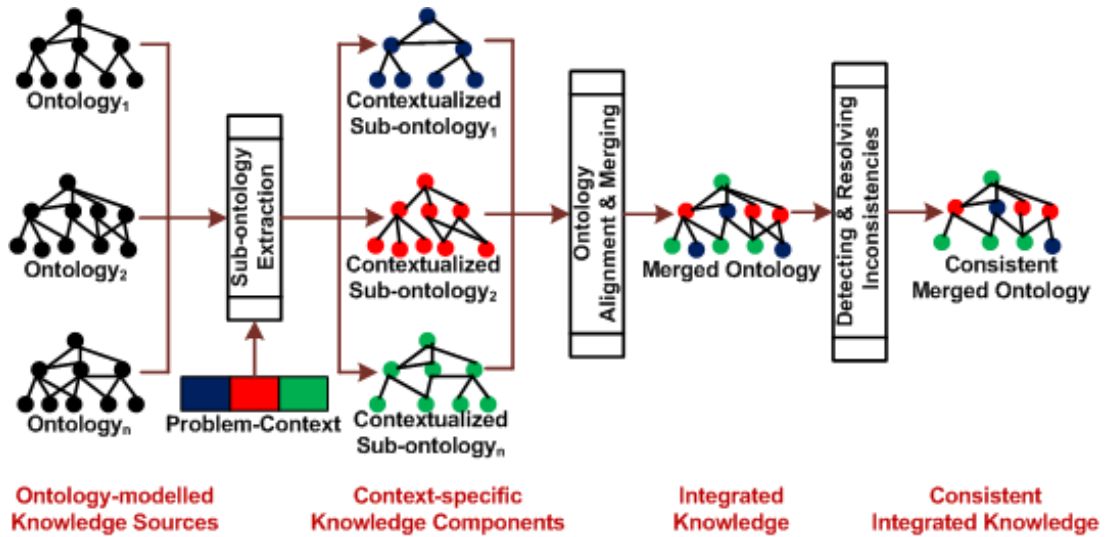 Ontology₁
Ontology₂
Ontologyₙ
Sub-ontology
Extraction
Problem-Context
Contextualized
Sub-ontology₁
Contextualized
Sub-ontology₂
Contextualized
Sub-ontologyₙ
Ontology
Alignment & Merging
Merged Ontology
Detecting & Resolving
Inconsistencies
Consistent
Merged Ontology
Ontology-modelled
Knowledge Sources
Context-specific
Knowledge Components
Integrated
Knowledge
Consistent
Integrated Knowledge